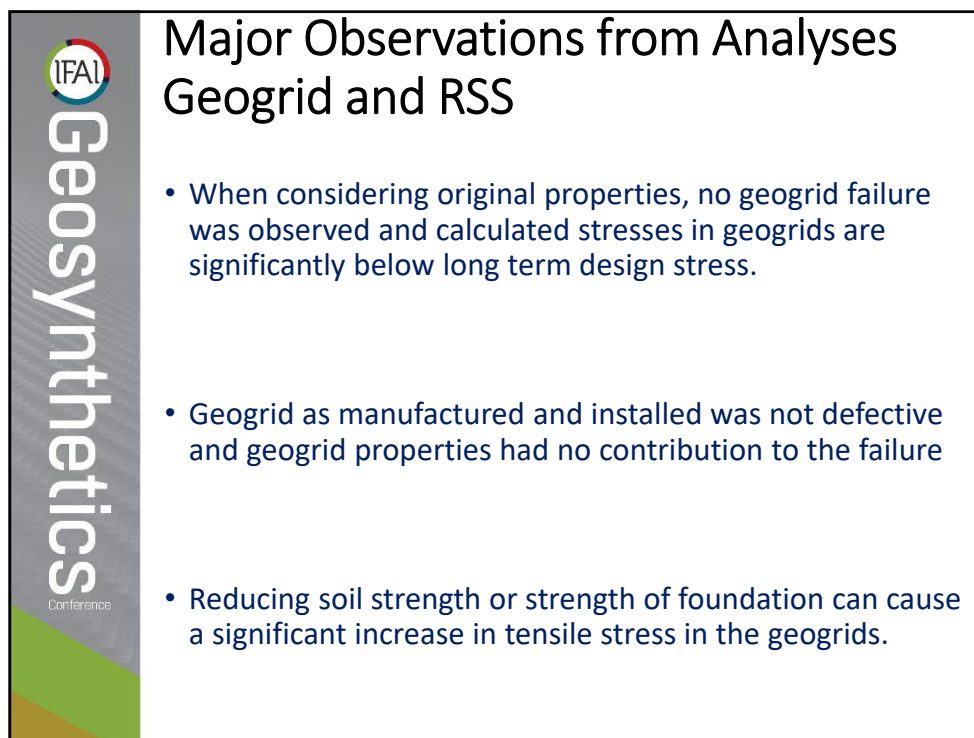 IFAI
Geosynthetics
Conference
Major Observations from Analyses
Geogrid and RSS
• When considering original properties, no geogrid failure
was observed and calculated stresses in geogrids are
significantly below long term design stress.
• Geogrid as manufactured and installed was not defective
and geogrid properties had no contribution to the failure
• Reducing soil strength or strength of foundation can cause
a significant increase in tensile stress in the geogrids.